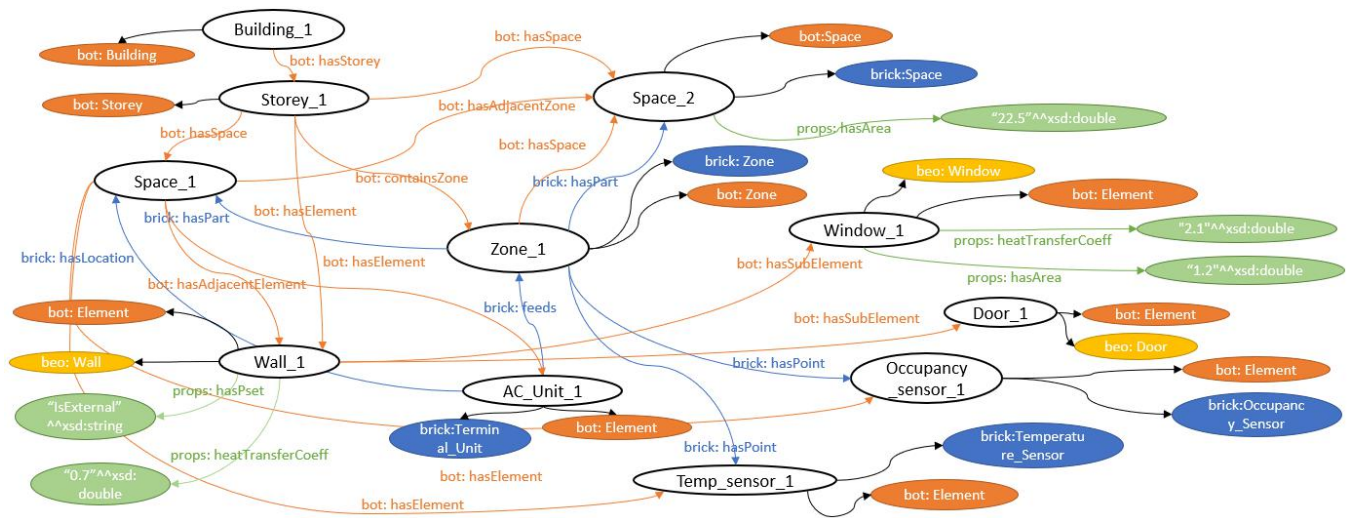 Building_1
bot: Building
bot: hasStorey
bot: hasSpace
bot:Space
brick:Space
bot: Storey
Storey_1
Space_2
bot: hasAdjacentZone
"22.5"^^xsd:double
props: hasArea
bot: hasSpace
bot: hasSpace
brick: Zone
beo: Window
Space_1
bot: containsZone
brick: hasPart
bot: Zone
bot: Element
brick: hasPart
bot: hasElement
Zone_1
Window_1
"2.1"^^xsd:double
props: heatTransferCoeff
brick: hasLocation
bot: hasElement
bot: hasSubElement
"1.2"^^xsd:double
props: hasArea
bot: hasAdjacentElement
bot: Element
brick: feeds
Door_1
bot: Element
bot: hasSubElement
beo: Door
beo: Wall
Wall_1
brick: hasPoint
Occupancy
_sensor_1
bot: Element
props: hasPset
AC_Unit_1
"IsExternal"
^^xsd:string
brick:Termin
al_Unit
bot: Element
brick:Occupanc
y_Sensor
brick: hasPoint
brick:Temperatu
re_Sensor
props: heatTransferCoeff
"0.7"^^xsd:
double
bot: hasElement
Temp_sensor_1
bot: Element
bot: hasElement